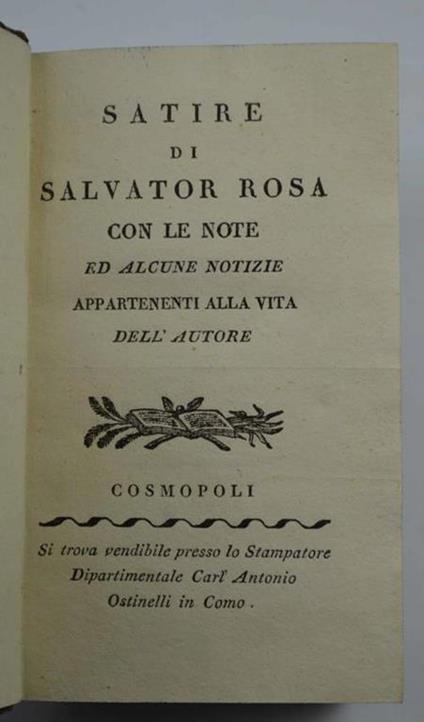 SATIRE
DI
SALVATOR ROSA
CON LE NOTE
ED ALCUNE NOTIZIE
APPARTENENTI ALLA VITA
DELL' AUTORE
COSMOPOLI
Si trova vendibile presso lo Stampatore
Dipartimentale Carl' Antonio
Ostinelli in Como .